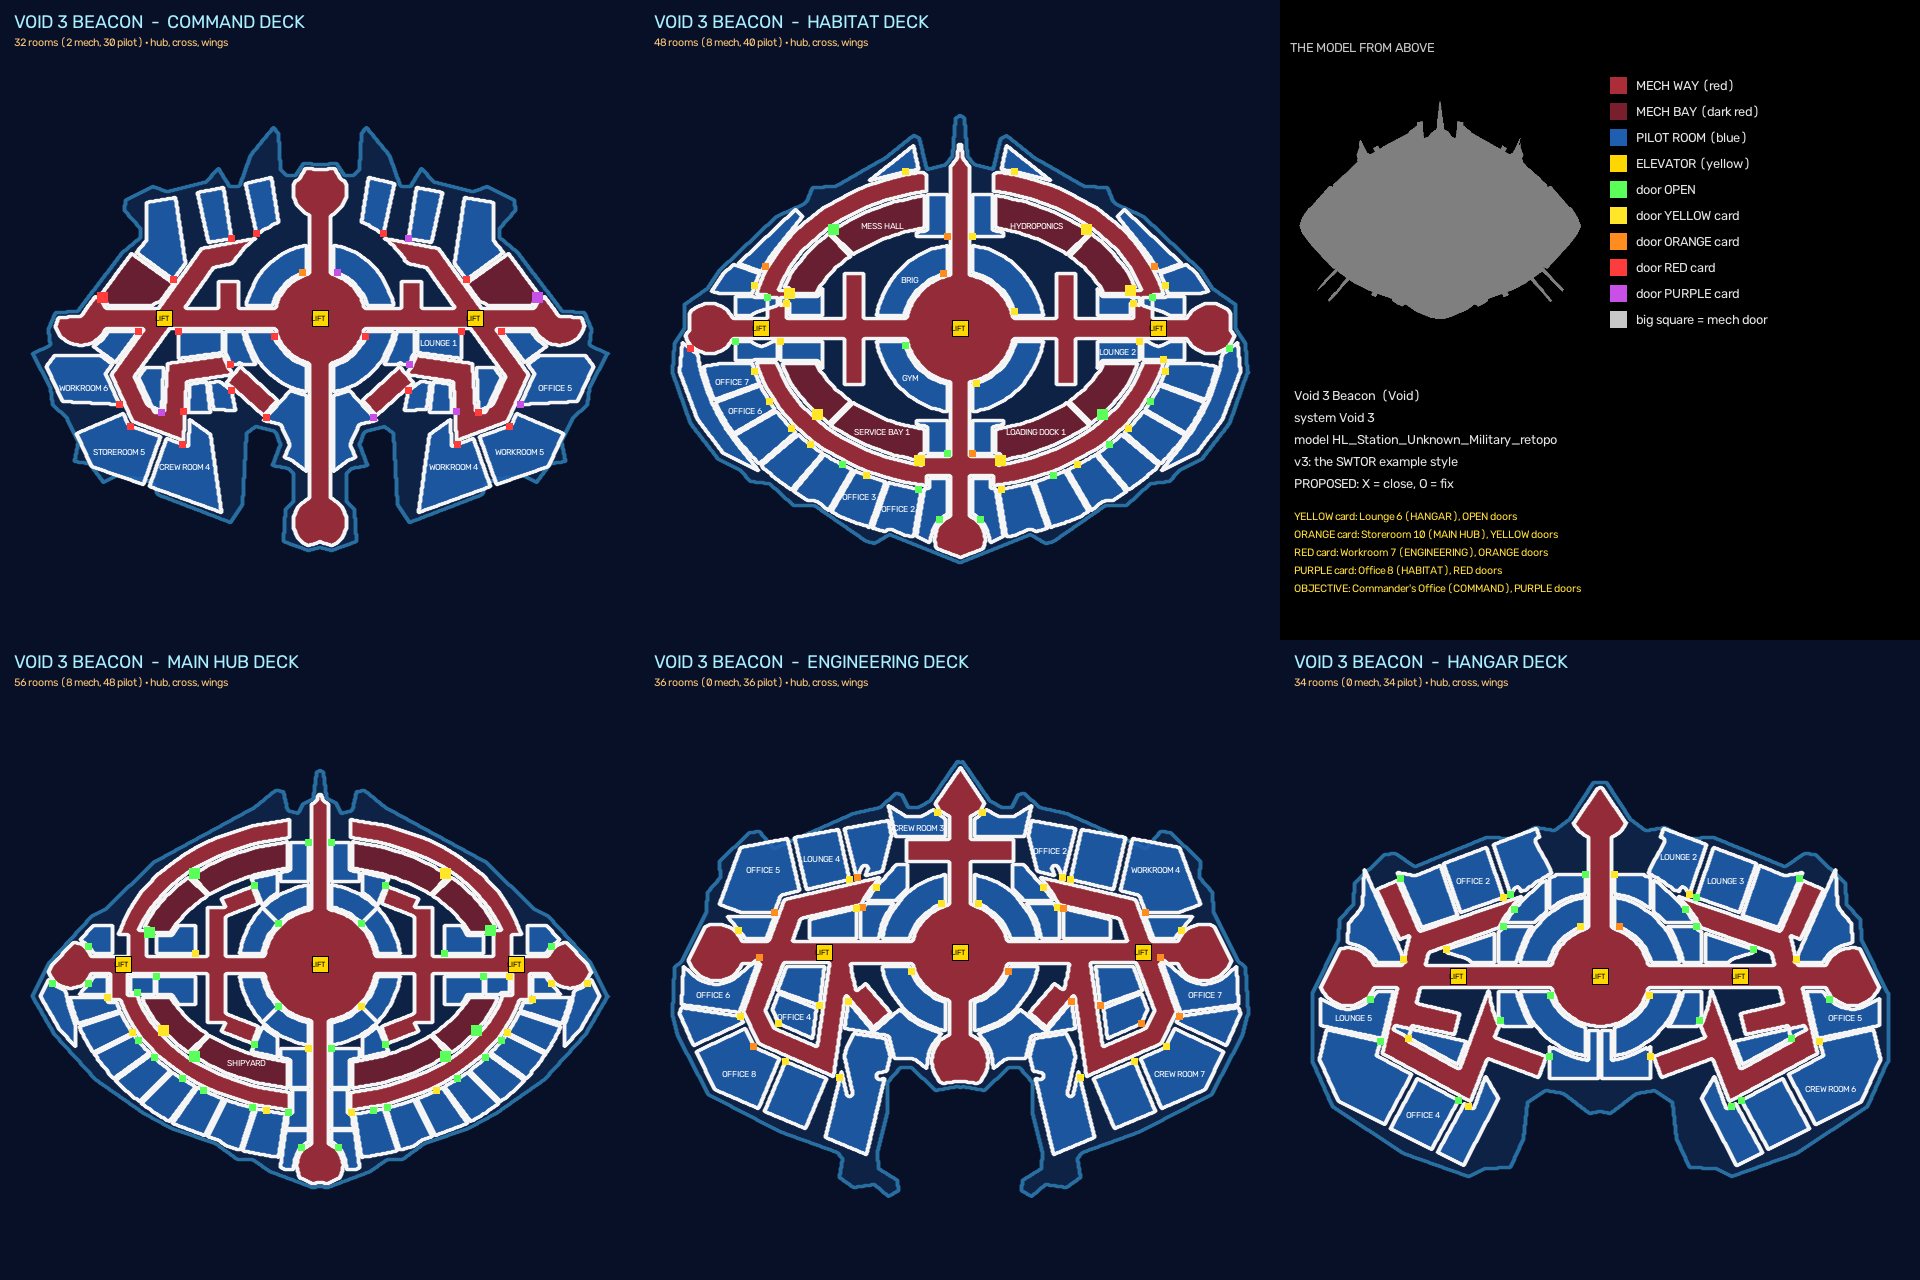 VOID 3 BEACON - COMMAND DECK
32 rooms (2 mech, 30 pilot) • hub, cross, wings
LIFT
LIFT
LIFT
LOUNGE 1
WORKROOM 6
OFFICE 5
STOREROOM 5
CREW ROOM 4
WORKROOM 4
WORKROOM 5
VOID 3 BEACON - HABITAT DECK
48 rooms (8 mech, 40 pilot) • hub, cross, wings
MESS HALL
HYDROPONICS
BRIG
LIFT
LIFT
LIFT
LOUNGE 2
GYM
OFFICE 7
OFFICE 6
SERVICE BAY 1
LOADING DOCK 1
OFFICE 3
OFFICE 2
THE MODEL FROM ABOVE
MECH WAY (red)
MECH BAY (dark red)
PILOT ROOM (blue)
ELEVATOR (yellow)
door OPEN
door YELLOW card
door ORANGE card
door RED card
door PURPLE card
big square = mech door
Void 3 Beacon (Void)
system Void 3
model HL_Station_Unknown_Military_retopo
v3: the SWTOR example style
PROPOSED: X = close, O = fix
YELLOW card: Lounge 6 (HANGAR), OPEN doors
ORANGE card: Storeroom 10 (MAIN HUB), YELLOW doors
RED card: Workroom 7 (ENGINEERING), ORANGE doors
PURPLE card: Office 8 (HABITAT), RED doors
OBJECTIVE: Commander's Office (COMMAND), PURPLE doors
VOID 3 BEACON - MAIN HUB DECK
56 rooms (8 mech, 48 pilot) • hub, cross, wings
LIFT
LIFT
LIFT
SHIPYARD
VOID 3 BEACON - ENGINEERING DECK
36 rooms (0 mech, 36 pilot) • hub, cross, wings
CREW ROOM 3
OFFICE 2
LOUNGE 4
OFFICE 5
WORKROOM 4
LIFT
LIFT
LIFT
OFFICE 6
OFFICE 7
OFFICE 4
OFFICE 8
CREW ROOM 7
VOID 3 BEACON - HANGAR DECK
34 rooms (0 mech, 34 pilot) • hub, cross, wings
LOUNGE 2
OFFICE 2
LOUNGE 3
LIFT
LIFT
LIFT
LOUNGE 5
OFFICE 5
CREW ROOM 6
OFFICE 4